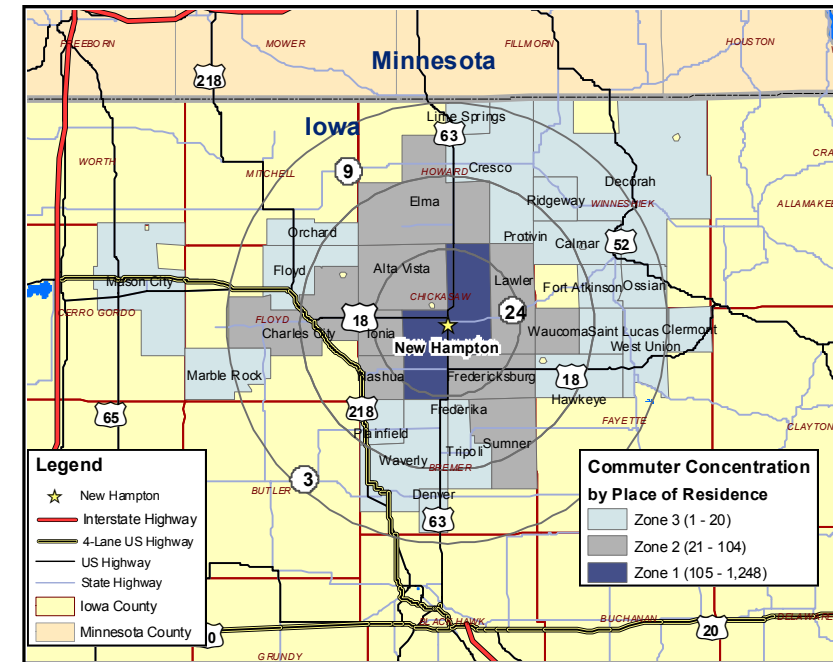 FREEBORN
MOWER
FILLMORN
HOUSTON
Minnesota
218
Iowa
Lime Springs
63
WORTH
MITCHELL
9
HOWARD
Cresco
CRA
Decorah
Elma
Ridgeway
WINNESHIEK
ALLAMAKEE
Orchard
Protivin
Calmar
52
Floyd
Alta Vista
Mason City
Lawler
Fort Atkinson
Ossian
CHICKASAW
CERRO GORDO
FLOYD
18
24
Charles City
Ionia
Waucoma
Saint Lucas
Clermont
New Hampton
West Union
Marble Rock
Nashua
Fredericksburg
18
Hawkeye
65
218
Frederika
FAYETTE
Plainfield
Tripoli
Sumner
CLAYTON
Waverly
BREMER
3
BUTLER
Denver
63
BLACK HAWK
BUCHANAN
DELAWARE
20
0
GRUNDY
Legend
New Hampton
Interstate Highway
4-Lane US Highway
US Highway
State Highway
Iowa County
Minnesota County
Commuter Concentration
by Place of Residence
Zone 3 (1 - 20)
Zone 2 (21 - 104)
Zone 1 (105 - 1,248)